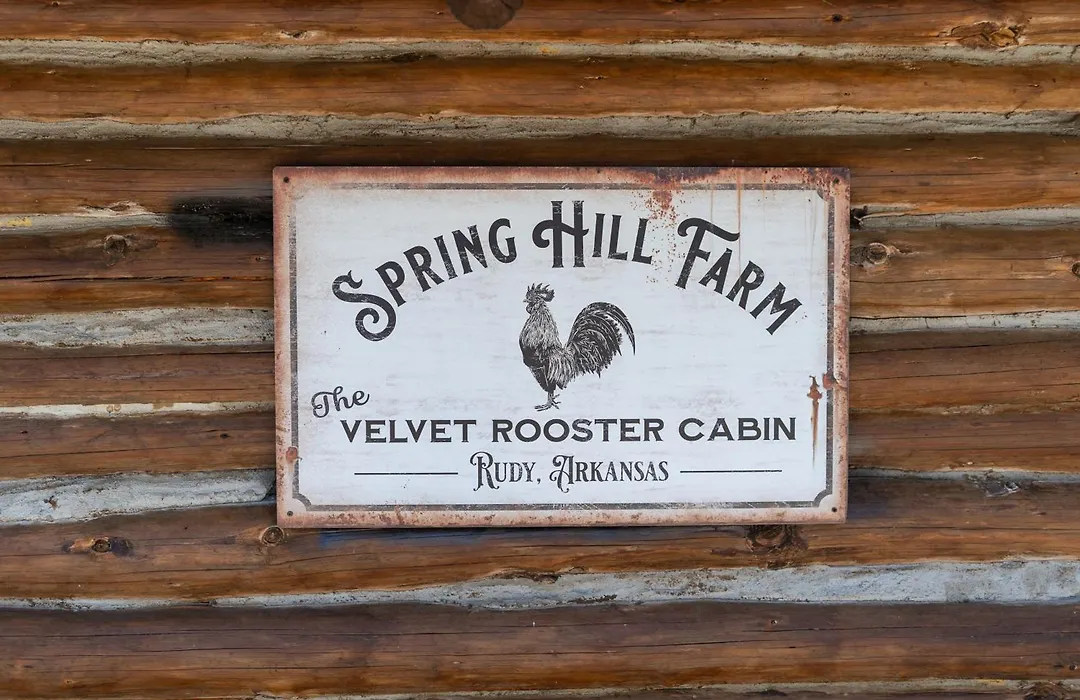 Spring Hill Farm
The
VELVET ROOSTER CABIN
Rudy, Arkansas